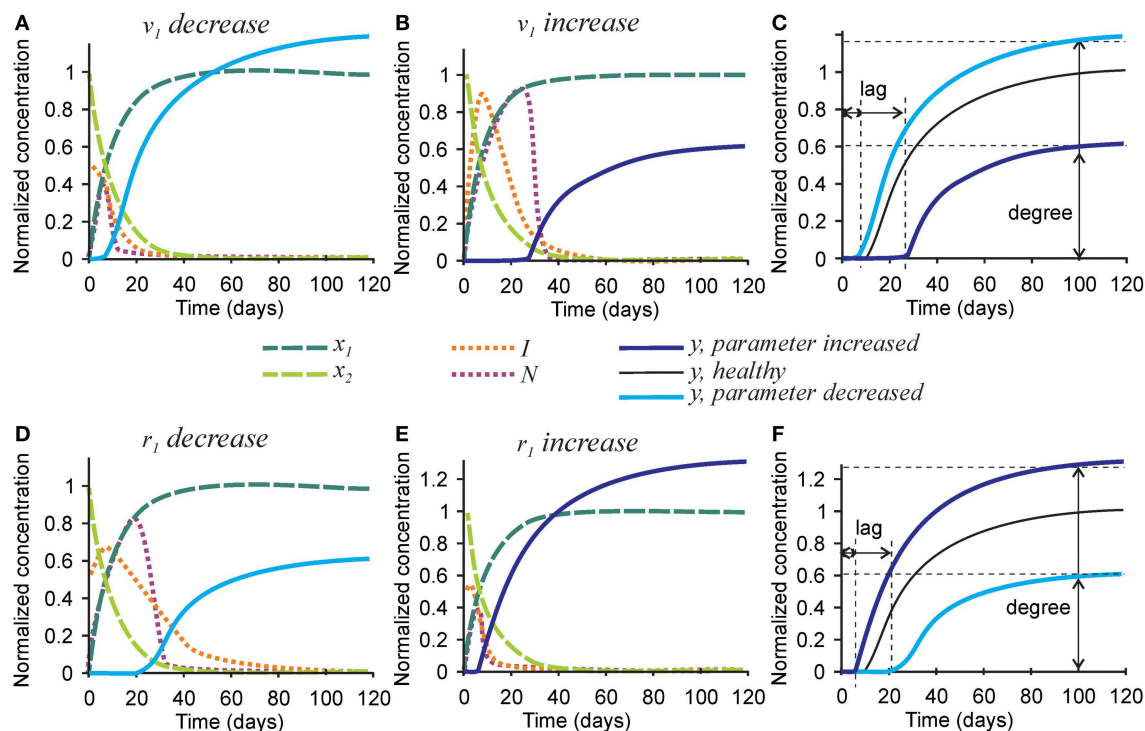 A
v1 decrease
Normalized concentration
1
0.8
0.6
0.4
0.2
0
0 20 40 60 80 100 120
Time (days)
B
v1 increase
Normalized concentration
1
0.8
0.6
0.4
0.2
0
0 20 40 60 80 100 120
Time (days)
C
Normalized concentration
1
0.8
0.6
0.4
0.2
0
lag
degree
0 20 40 60 80 100 120
Time (days)
x1
x2
I
N
y, parameter increased
y, healthy
y, parameter decreased
D
r1 decrease
Normalized concentration
1
0.8
0.6
0.4
0.2
0
0 20 40 60 80 100 120
Time (days)
E
r1 increase
Normalized concentration
1.2
1
0.8
0.6
0.4
0.2
0
0 20 40 60 80 100 120
Time (days)
F
Normalized concentration
1.2
1
0.8
0.6
0.4
0.2
0
lag
degree
0 20 40 60 80 100 120
Time (days)